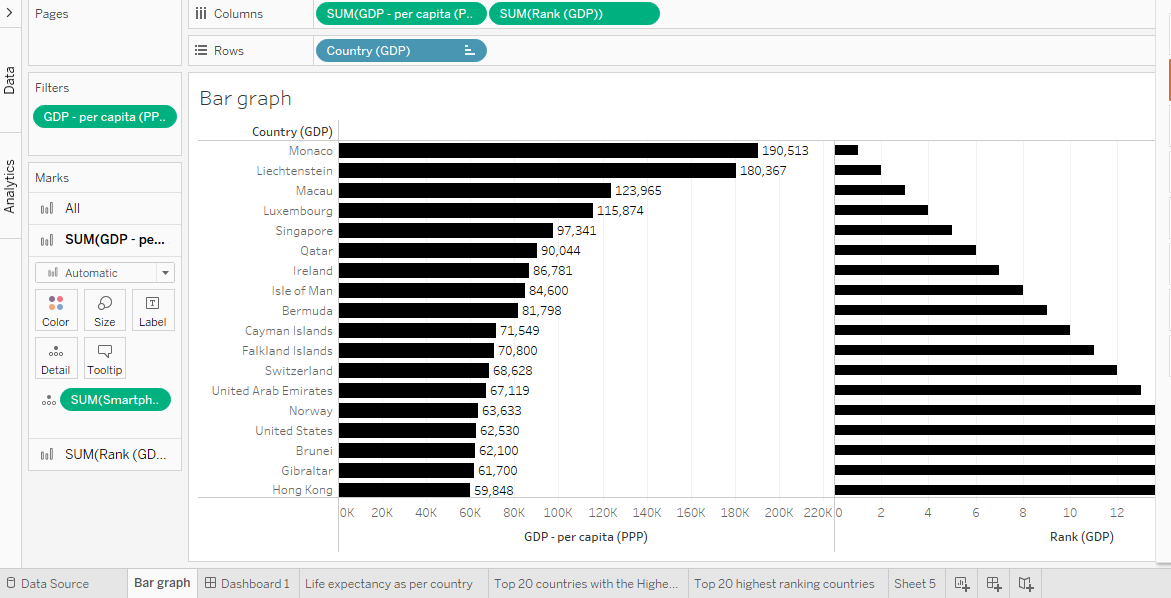 Pages
Columns
SUM(GDP - per capita (P..
SUM(Rank (GDP))
Rows
Country (GDP)
Data
Analytics
Filters
GDP - per capita (PP..
Marks
All
SUM(GDP - pe...
Automatic
Color
Size
Label
Detail
Tooltip
SUM(Smartph..
SUM(Rank (GD...
Bar graph
Country (GDP)
Monaco 190,513
Liechtenstein 180,367
Macau 123,965
Luxembourg 115,874
Singapore 97,341
Qatar 90,044
Ireland 86,781
Isle of Man 84,600
Bermuda 81,798
Cayman Islands 71,549
Falkland Islands 70,800
Switzerland 68,628
United Arab Emirates 67,119
Norway 63,633
United States 62,530
Brunei 62,100
Gibraltar 61,700
Hong Kong 59,848
0K 20K 40K 60K 80K 100K 120K 140K 160K 180K 200K 220K 0 2 4 6 8 10 12
GDP - per capita (PPP)
Rank (GDP)
Data Source
Bar graph
Dashboard 1
Life expectancy as per country
Top 20 countries with the Highe...
Top 20 highest ranking countries
Sheet 5